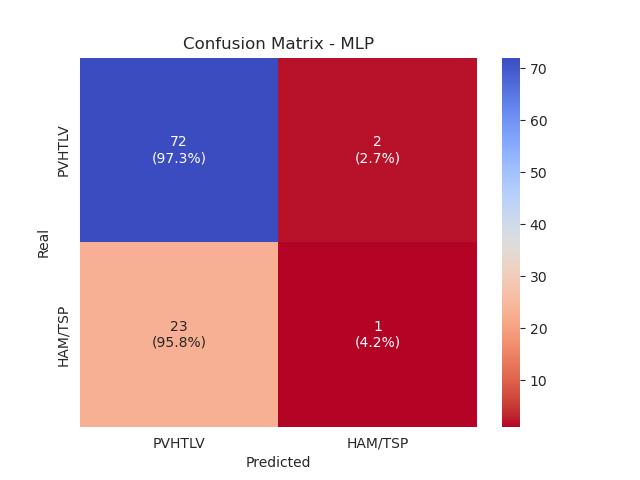 Confusion Matrix - MLP
PVHTLV
72
(97.3%)
2
(2.7%)
Real
HAM/TSP
23
(95.8%)
1
(4.2%)
PVHTLV
HAM/TSP
Predicted
70
60
50
40
30
20
10